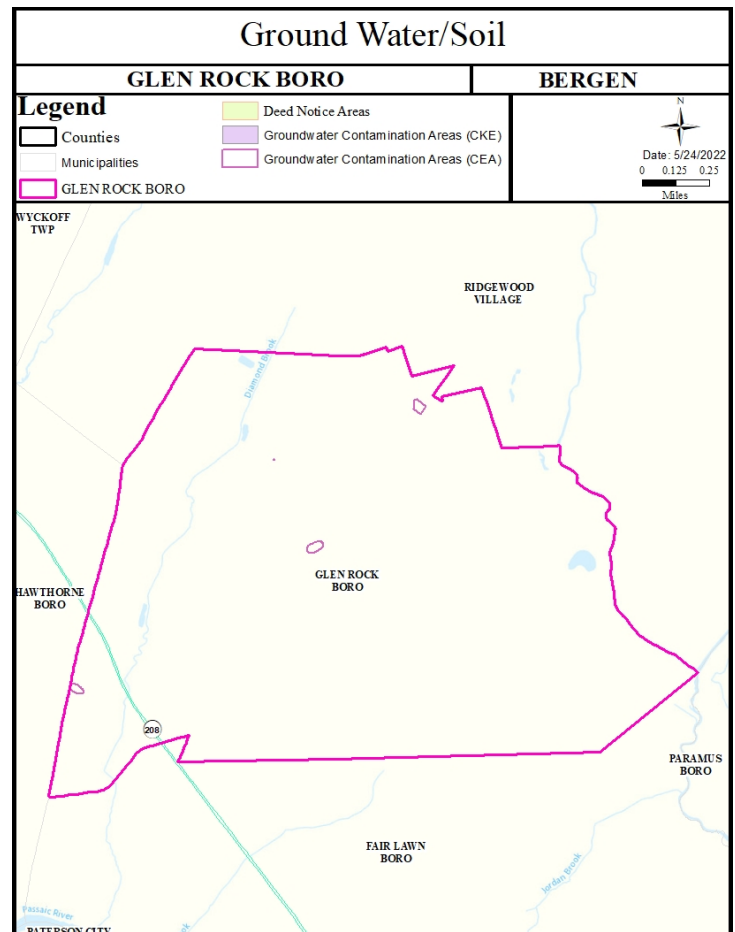 Ground Water/Soil
GLEN ROCK BORO
BERGEN
Legend
Counties
Municipalities
GLEN ROCK BORO
Deed Notice Areas
Groundwater Contamination Areas (CKE)
Groundwater Contamination Areas (CEA)
N
Date: 5/24/2022
0 0.125 0.25
Miles
WYCKOFF
TWP
RIDGEWOOD
VILLAGE
Diamond Brook
HAWTHORNE
BORO
GLEN ROCK
BORO
208
PARAMUS
BORO
FAIR LAWN
BORO
Jordan Brook
Passaic River
PATERSON CITY